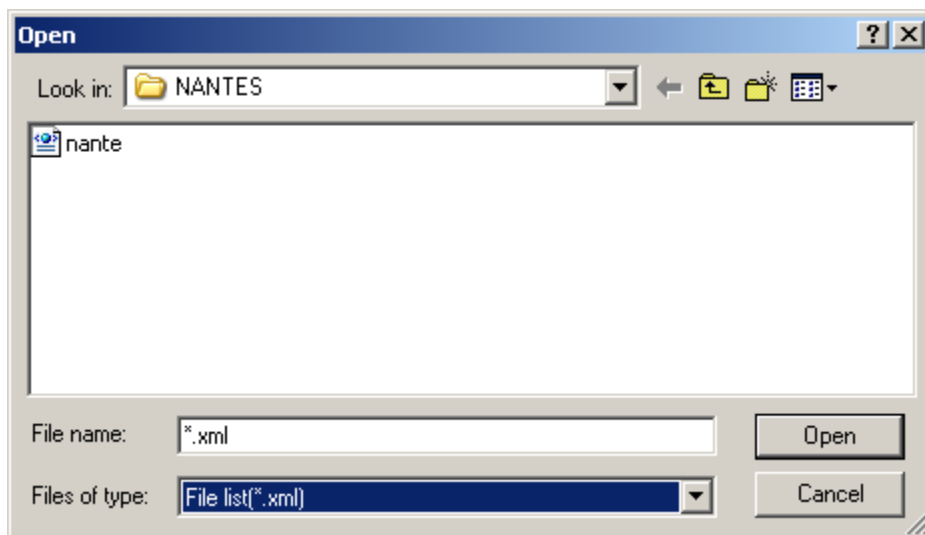 Open
Look in: NANTES
nante
File name: *.xml Open
Files of type: File list(*.xml) Cancel